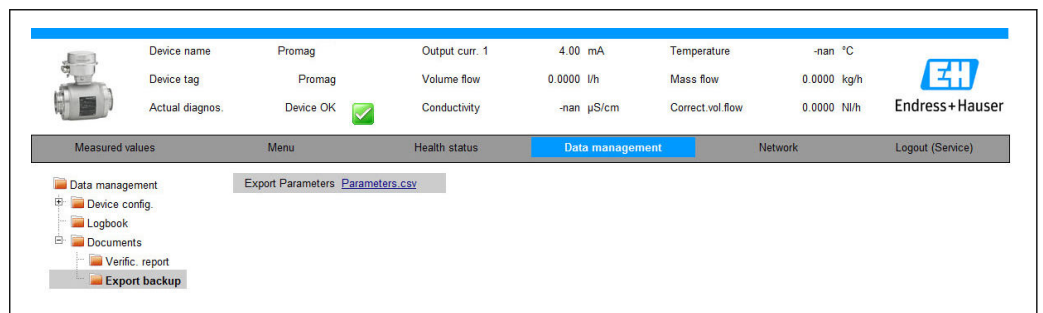 Device name Promag Output curr. 1 4.00 mA Temperature -nan °C
Device tag Promag Volume flow 0.0000 l/h Mass flow 0.0000 kg/h
Actual diagnos. Device OK Conductivity -nan µS/cm Correct.vol.flow 0.0000 Nl/h
EH
Endress+Hauser
Measured values Menu Health status Data management Network Logout (Service)
Data management Export Parameters Parameters.csv
Device config.
Logbook
Documents
Verific. report
Export backup